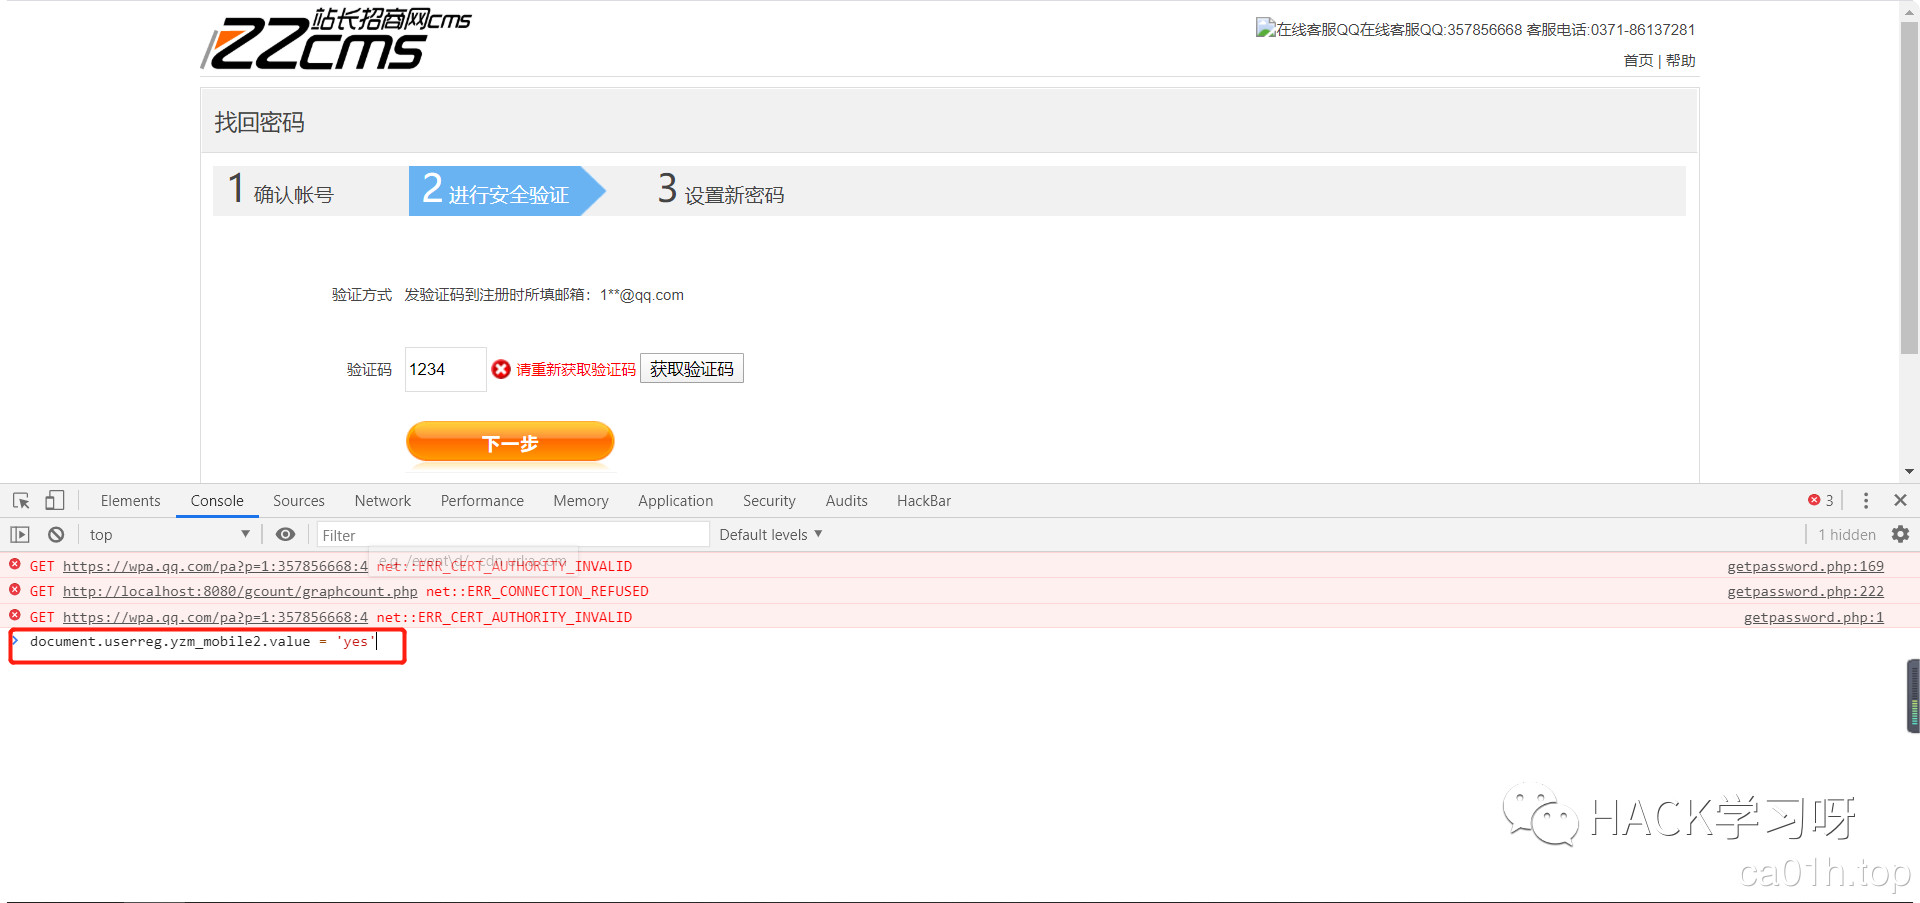 站长招商网cms
ZZcms
在线客服QQ在线客服QQ:357856668 客服电话:0371-86137281
首页 | 帮助
找回密码
1 确认帐号
2 进行安全验证
3 设置新密码
验证方式 发验证码到注册时所填邮箱：1**@qq.com
验证码 1234 请重新获取验证码 获取验证码
下一步
Elements Console Sources Network Performance Memory Application Security Audits HackBar 3
top Filter Default levels 1 hidden
GET https://wpa.qq.com/pa?p=1:357856668:4 net::ERR_CERT_AUTHORITY_INVALID getpassword.php:169
GET http://localhost:8080/gcount/graphcount.php net::ERR_CONNECTION_REFUSED getpassword.php:222
GET https://wpa.qq.com/pa?p=1:357856668:4 net::ERR_CERT_AUTHORITY_INVALID getpassword.php:1
document.userreg.yzm_mobile2.value = 'yes'
HACK学习呀
ca01h.top